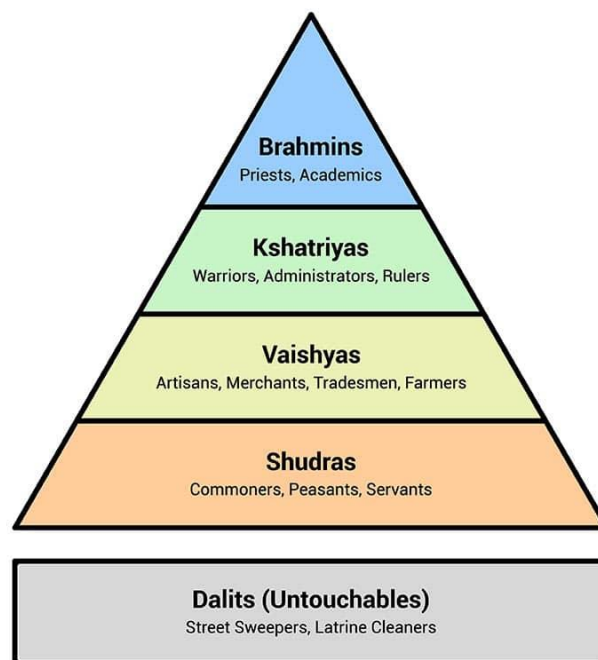 Brahmins
Priests, Academics
Kshatriyas
Warriors, Administrators, Rulers
Vaishyas
Artisans, Merchants, Tradesmen, Farmers
Shudras
Commoners, Peasants, Servants
Dalits (Untouchables)
Street Sweepers, Latrine Cleaners